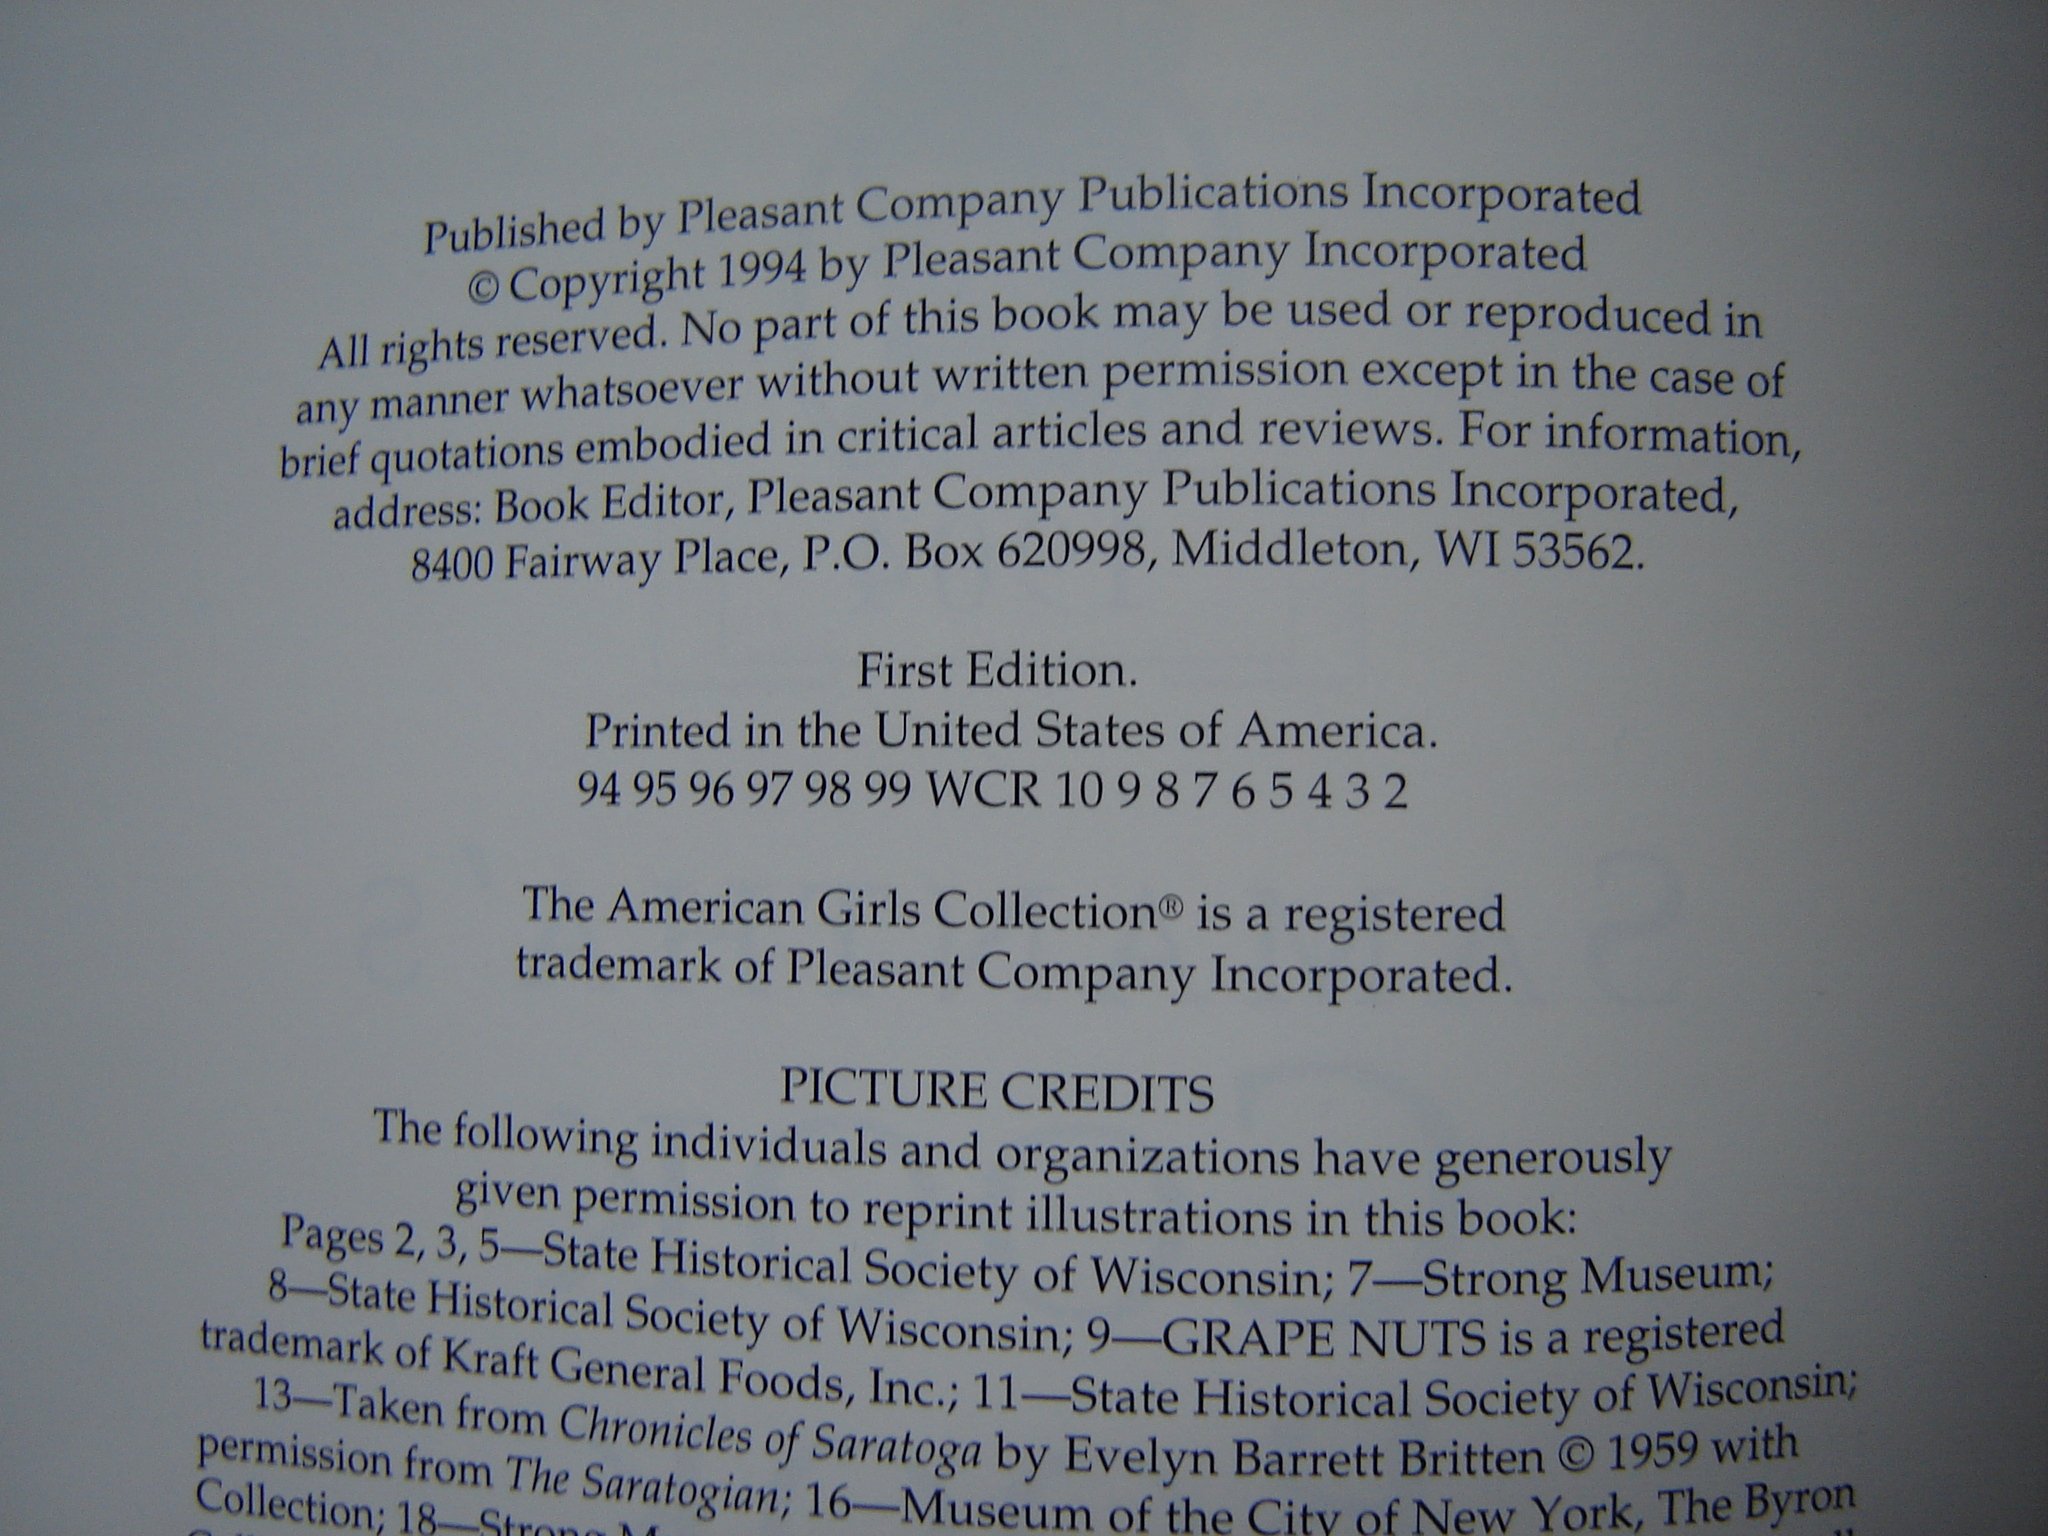 Published by Pleasant Company Publications Incorporated
© Copyright 1994 by Pleasant Company Incorporated
All rights reserved. No part of this book may be used or reproduced in
any manner whatsoever without written permission except in the case of
brief quotations embodied in critical articles and reviews. For information,
address: Book Editor, Pleasant Company Publications Incorporated,
8400 Fairway Place, P.O. Box 620998, Middleton, WI 53562.
First Edition.
Printed in the United States of America.
94 95 96 97 98 99 WCR 10 9 8 7 6 5 4 3 2
The American Girls Collection® is a registered
trademark of Pleasant Company Incorporated.
PICTURE CREDITS
The following individuals and organizations have generously
given permission to reprint illustrations in this book:
Pages 2, 3, 5—State Historical Society of Wisconsin; 7—Strong Museum;
8—State Historical Society of Wisconsin; 9—GRAPE NUTS is a registered
trademark of Kraft General Foods, Inc.; 11—State Historical Society of Wisconsin;
13—Taken from Chronicles of Saratoga by Evelyn Barrett Britten © 1959 with
permission from The Saratogian; 16—Museum of the City of New York, The Byron
Collection; 18—Strong